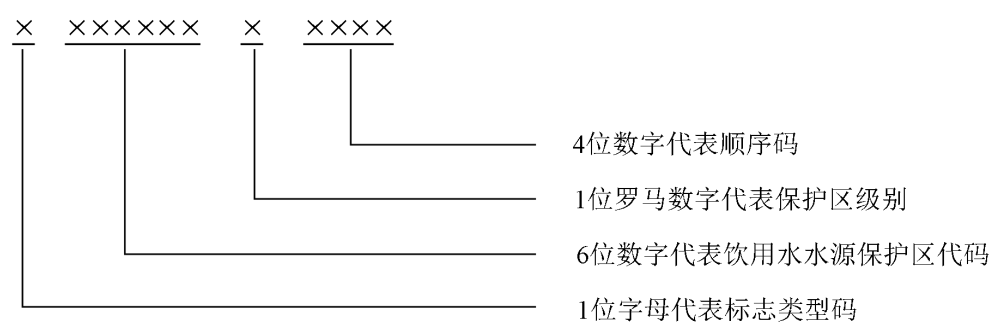 × ×××××× × ××××
4位数字代表顺序码
1位罗马数字代表保护区级别
6位数字代表饮用水水源保护区代码
1位字母代表标志类型码